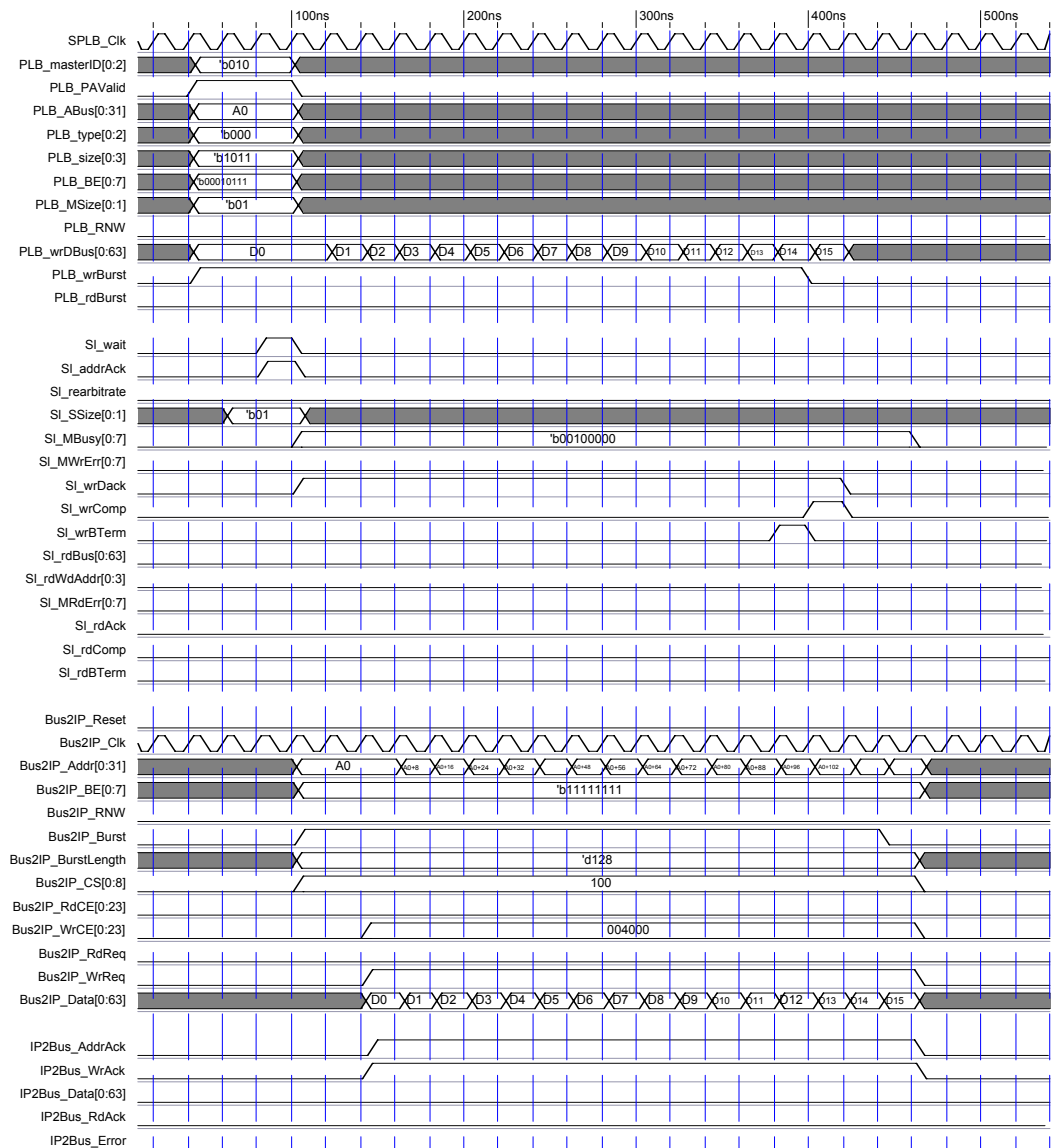 100ns 200ns 300ns 400ns 500ns
SPLB_Clk
PLB_masterID[0:2] 'b010
PLB_PAValid
PLB_ABus[0:31] A0
PLB_type[0:2] 'b000
PLB_size[0:3] 'b1011
PLB_BE[0:7] 'b00010111
PLB_MSize[0:1] 'b01
PLB_RNW
PLB_wrDBus[0:63] D0 D1 D2 D3 D4 D5 D6 D7 D8 D9 D10 D11 D12 D13 D14 D15
PLB_wrBurst
PLB_rdBurst
Sl_wait
Sl_addrAck
Sl_rearbitrate
Sl_SSize[0:1] 'b01
Sl_MBusy[0:7] 'b00100000
Sl_MWrErr[0:7]
Sl_wrDack
Sl_wrComp
Sl_wrBTerm
Sl_rdBus[0:63]
Sl_rdWdAddr[0:3]
Sl_MRdErr[0:7]
Sl_rdAck
Sl_rdComp
Sl_rdBTerm
Bus2IP_Reset
Bus2IP_Clk
Bus2IP_Addr[0:31] A0 A0+8 A0+16 A0+24 A0+32 A0+48 A0+56 A0+64 A0+72 A0+80 A0+88 A0+96 A0+102
Bus2IP_BE[0:7] 'b11111111
Bus2IP_RNW
Bus2IP_Burst
Bus2IP_BurstLength 'd128
Bus2IP_CS[0:8] 100
Bus2IP_RdCE[0:23]
Bus2IP_WrCE[0:23] 004000
Bus2IP_RdReq
Bus2IP_WrReq
Bus2IP_Data[0:63] D0 D1 D2 D3 D4 D5 D6 D7 D8 D9 D10 D11 D12 D13 D14 D15
IP2Bus_AddrAck
IP2Bus_WrAck
IP2Bus_Data[0:63]
IP2Bus_RdAck
IP2Bus_Error